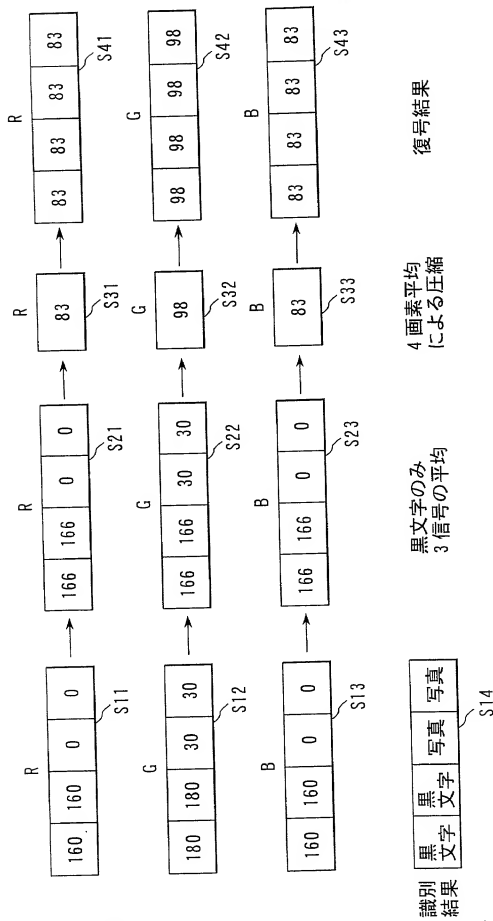 R
160 160 0 0
S11
R
166 166 0 0
S21
R
83
S31
R
83 83 83 83
S41
G
180 180 30 30
S12
G
166 166 30 30
S22
G
98
S32
G
98 98 98 98
S42
B
160 160 0 0
S13
B
166 166 0 0
S23
B
83
S33
B
83 83 83 83
S43
識別
結果
黒
文字
黒
文字
写真
写真
S14
黒文字のみ
3信号の平均
4画素平均
による圧縮
復号結果